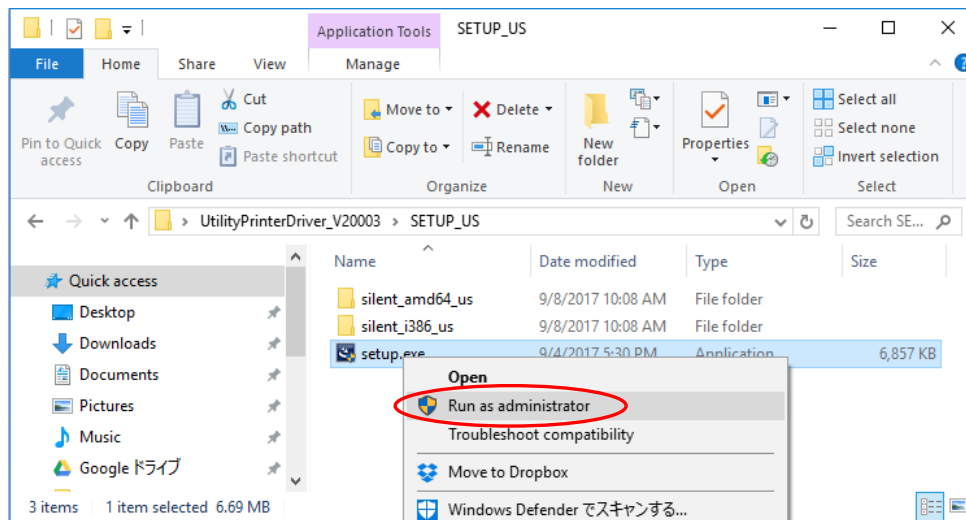 Application Tools SETUP_US
File Home Share View Manage
Pin to Quick access
Copy
Paste
Cut
Copy path
Paste shortcut
Clipboard
Move to
Copy to
Delete
Rename
Organize
New folder
New
Properties
Open
Select all
Select none
Invert selection
Select
UtilityPrinterDriver_V20003 > SETUP_US
Search SE...
Quick access
Desktop
Downloads
Documents
Pictures
Music
Google ドライブ
Name Date modified Type Size
silent_amd64_us 9/8/2017 10:08 AM File folder
silent_i386_us 9/8/2017 10:08 AM File folder
setup.exe 9/4/2017 5:30 PM Application 6,857 KB
Open
Run as administrator
Troubleshoot compatibility
Move to Dropbox
Windows Defender でスキャンする...
3 items 1 item selected 6.69 MB